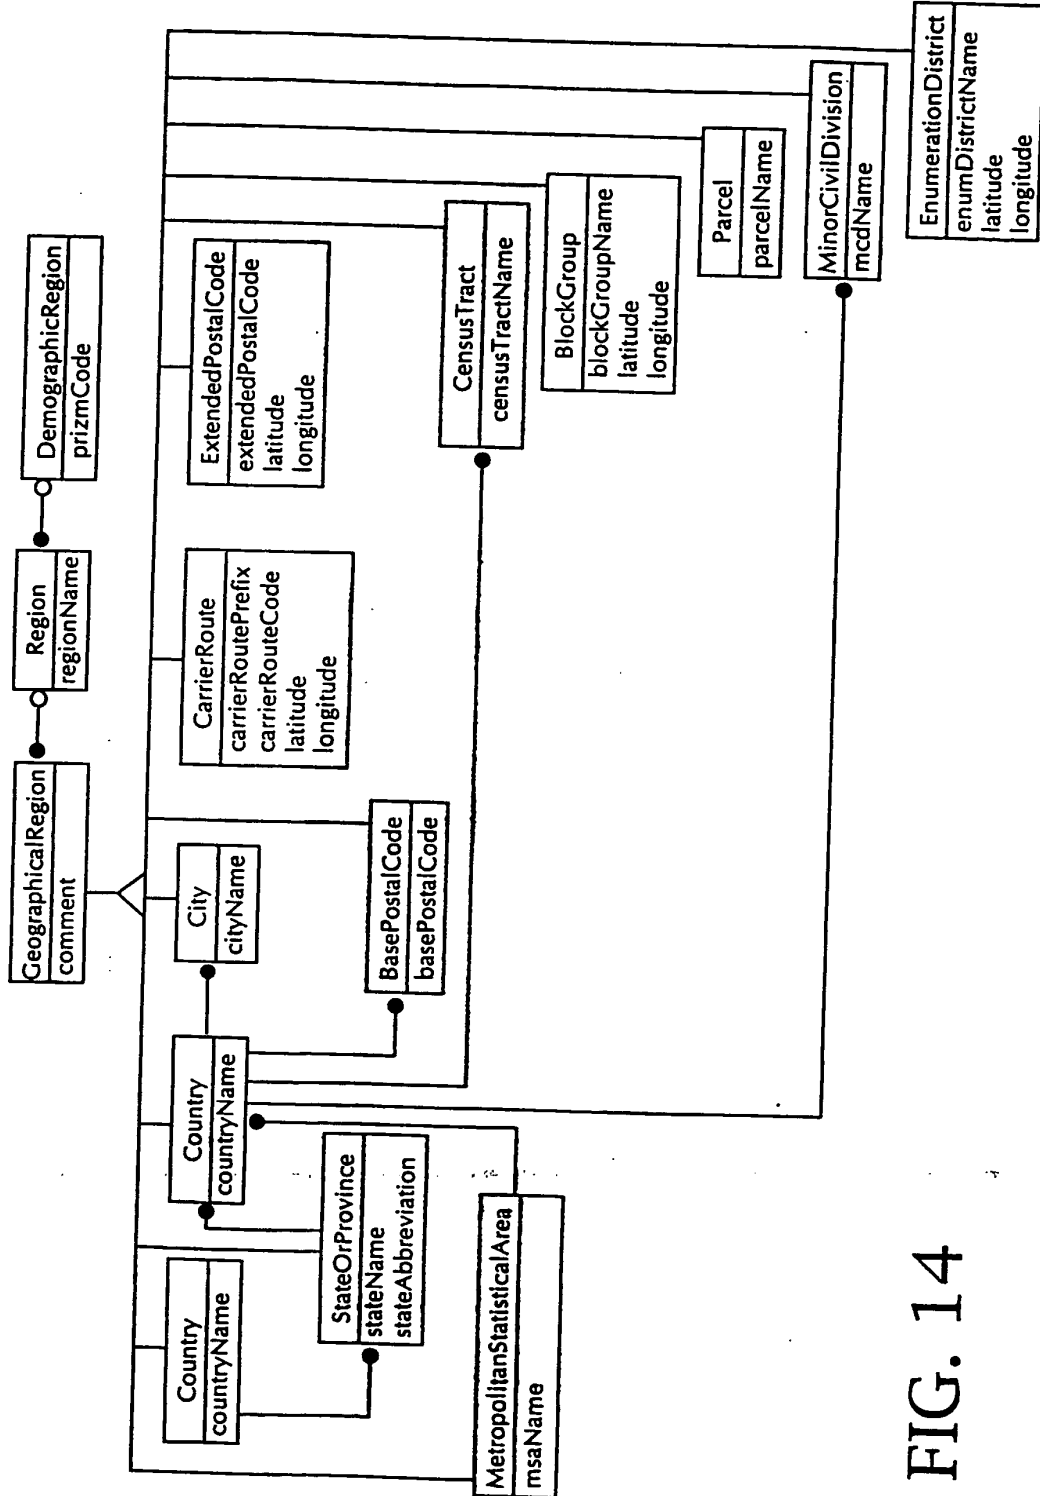 GeographicalRegion
comment
Region
regionName
DemographicRegion
prizmCode
Country
countryName
Country
countryName
City
cityName
CarrierRoute
carrierRoutePrefix
carrierRouteCode
latitude
longitude
ExtendedPostalCode
extendedPostalCode
latitude
longitude
StateOrProvince
stateName
stateAbbreviation
BasePostalCode
basePostalCode
CensusTract
censusTractName
MetropolitanStatisticalArea
msaName
BlockGroup
blockGroupName
latitude
longitude
Parcel
parcelName
MinorCivilDivision
mcdName
EnumerationDistrict
enumDistrictName
latitude
longitude
FIG. 14